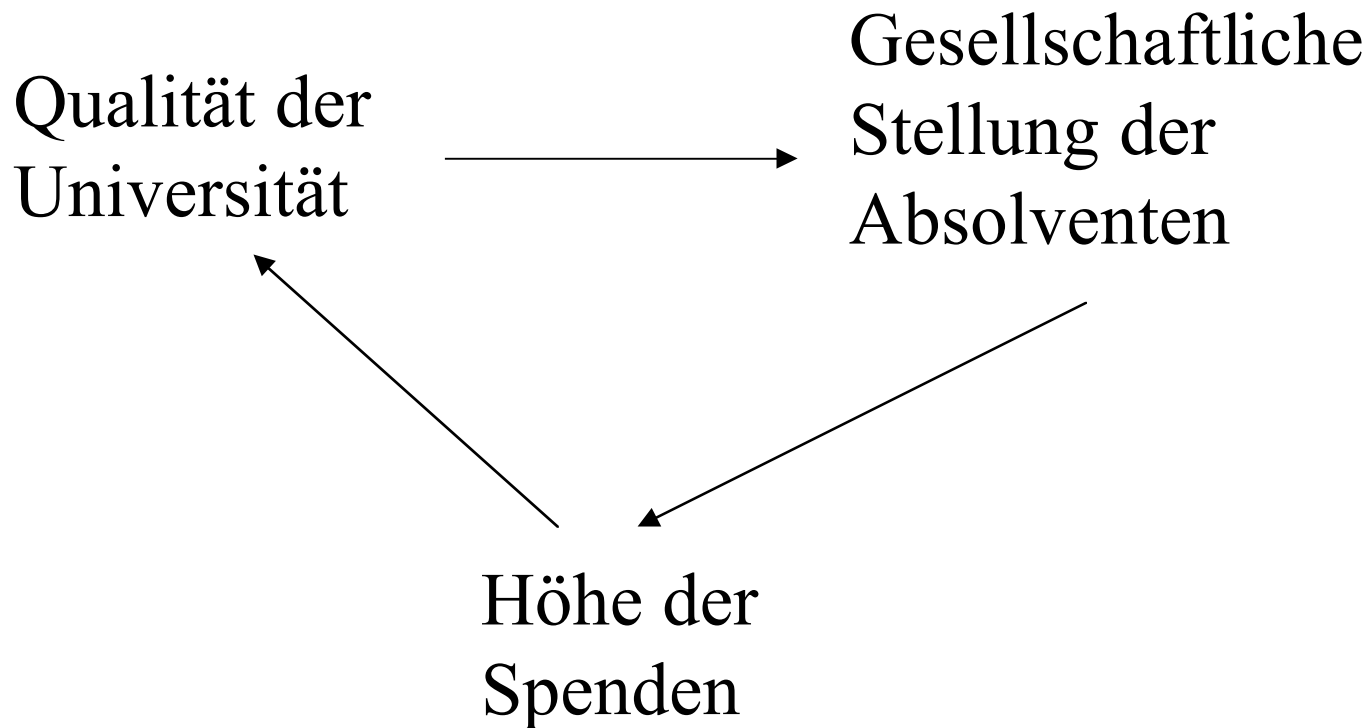 Qualität der
Universität
Gesellschaftliche
Stellung der
Absolventen
Höhe der
Spenden